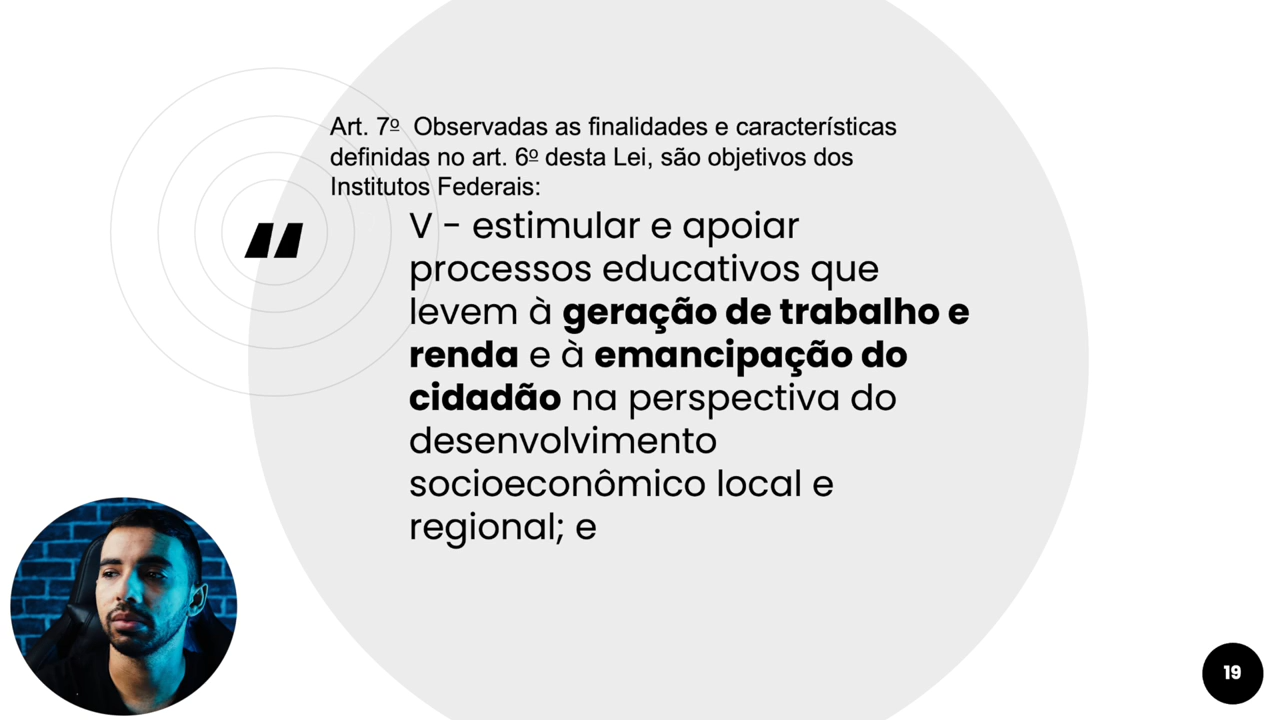 Art. 7º  Observadas as finalidades e características
definidas no art. 6º desta Lei, são objetivos dos
Institutos Federais:
“
V - estimular e apoiar
processos educativos que
levem à geração de trabalho e
renda e à emancipação do
cidadão na perspectiva do
desenvolvimento
socioeconômico local e
regional; e
19